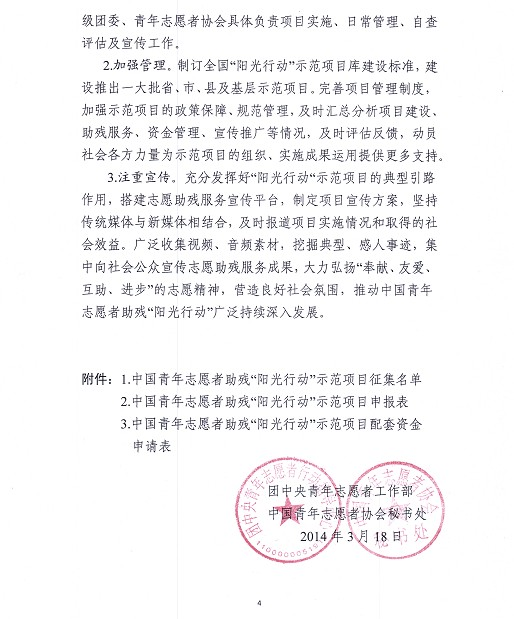 级团委、青年志愿者协会具体负责项目实施、日常管理、自查
评估及宣传工作。
2.加强管理。制订全国“阳光行动”示范项目库建设标准，建
设推出一大批省、市、县及基层示范项目。完善项目管理制度，
加强示范项目的政策保障、规范管理，及时汇总分析项目建设、
助残服务、资金管理、宣传推广等情况，及时评估反馈，动员
社会各方力量为示范项目的组织、实施成果运用提供更多支持。
3.注重宣传。充分发挥好“阳光行动”示范项目的典型引路
作用，搭建志愿助残服务宣传平台，制定项目宣传方案，坚持
传统媒体与新媒体相结合，及时报道项目实施情况和取得的社
会效益。广泛收集视频、音频素材，挖掘典型、感人事迹，集
中向社会公众宣传志愿助残服务成果，大力弘扬“奉献、友爱、
互助、进步”的志愿精神，营造良好社会氛围，推动中国青年
志愿者助残“阳光行动”广泛持续深入发展。
附件：1.中国青年志愿者助残“阳光行动”示范项目征集名单
2.中国青年志愿者助残“阳光行动”示范项目申报表
3.中国青年志愿者助残“阳光行动”示范项目配套资金
申请表
团中央青年志愿者工作部
中国青年志愿者协会秘书处
2014年3月18日
团中央青年志愿者行动
秘书处
4